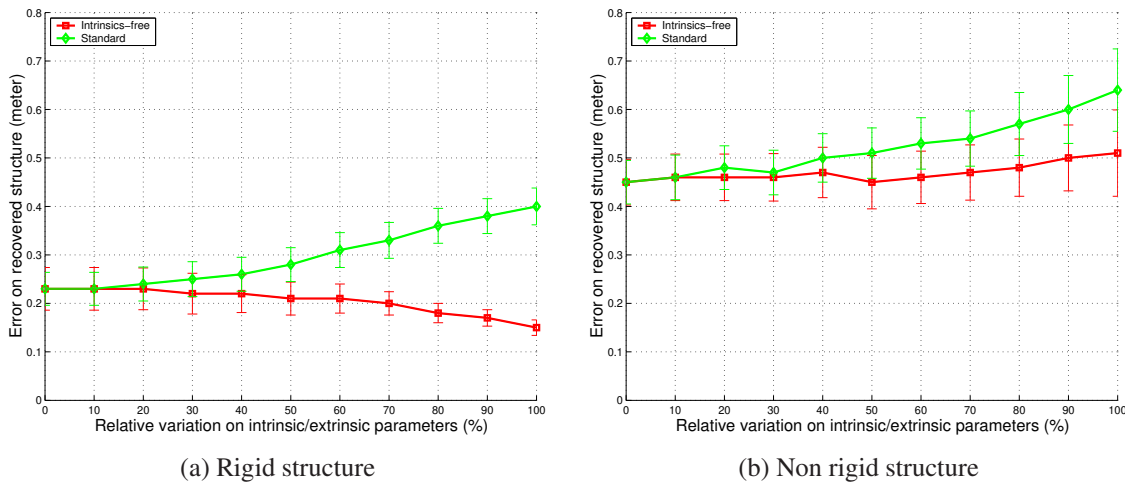 Intrinsics-free
Standard
Error on recovered structure (meter)
0.8
0.7
0.6
0.5
0.4
0.3
0.2
0.1
0
0 10 20 30 40 50 60 70 80 90 100
Relative variation on intrinsic/extrinsic parameters (%)
(a) Rigid structure
Intrinsics-free
Standard
Error on recovered structure (meter)
0.8
0.7
0.6
0.5
0.4
0.3
0.2
0.1
0
0 10 20 30 40 50 60 70 80 90 100
Relative variation on intrinsic/extrinsic parameters (%)
(b) Non rigid structure